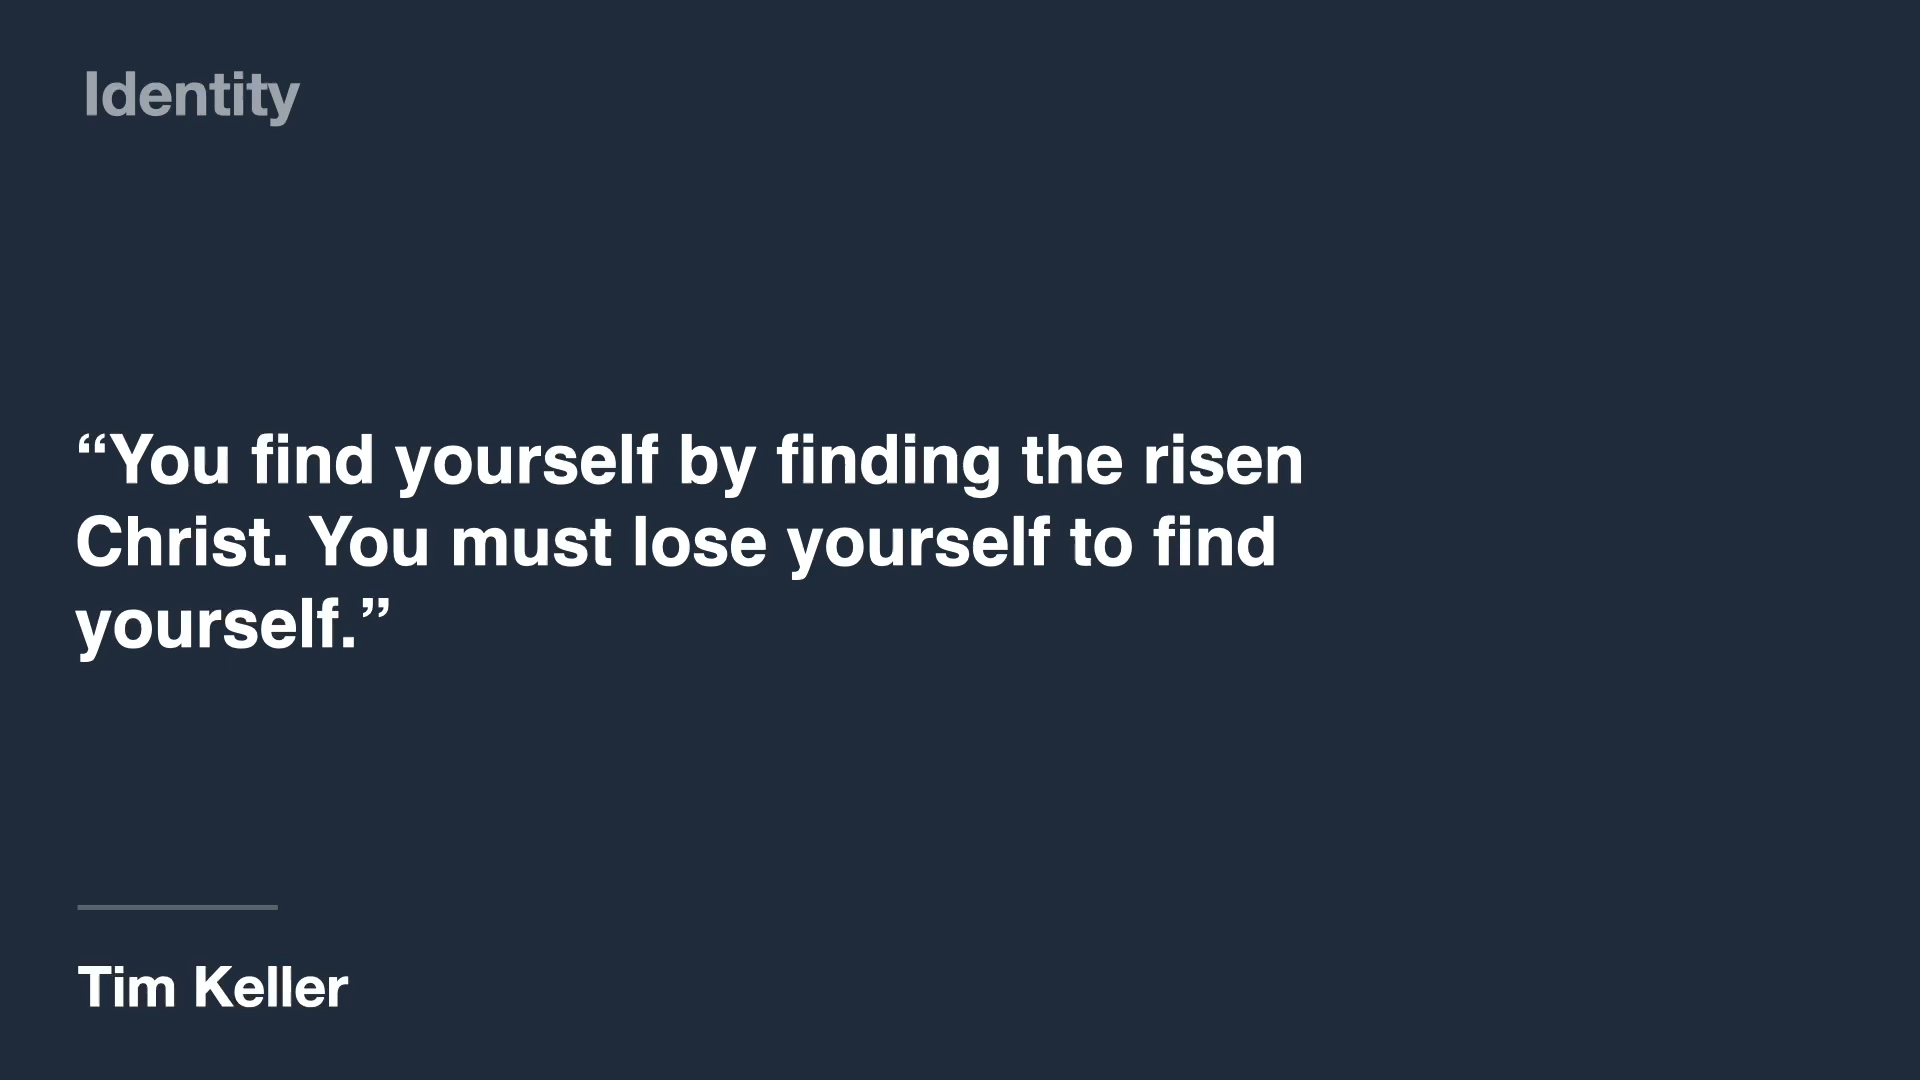 Identity
“You find yourself by finding the risen
Christ. You must lose yourself to find
yourself.”
Tim Keller